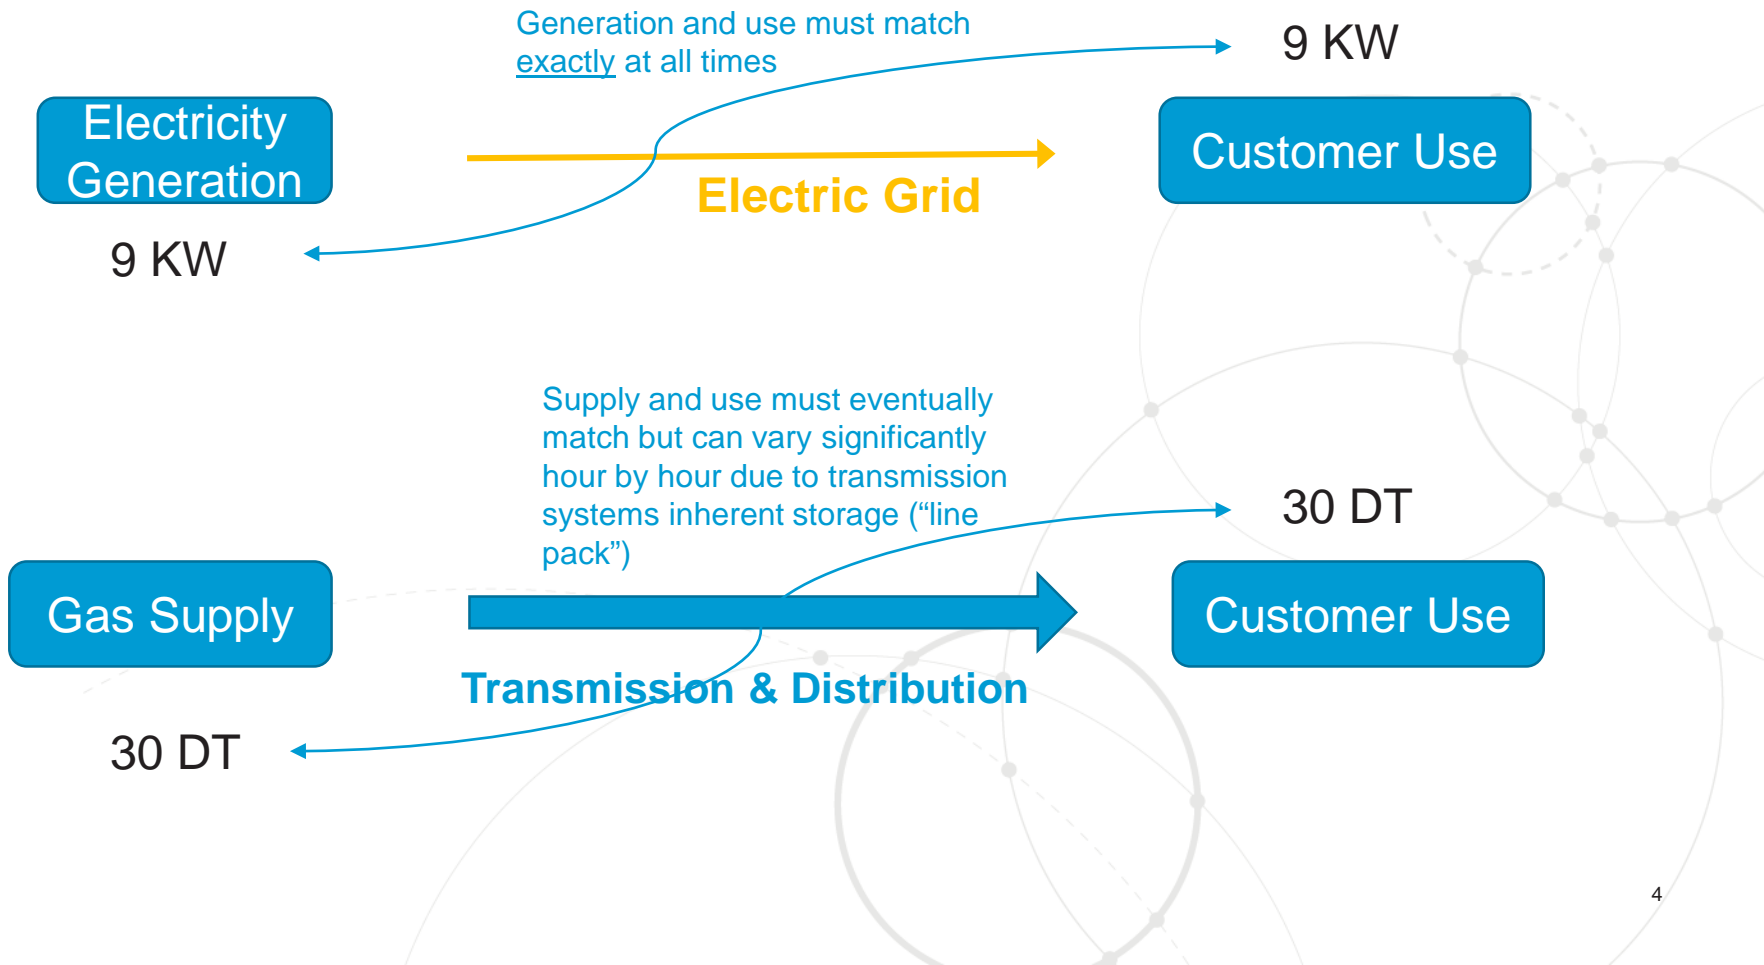 Generation and use must match
exactly at all times
9 KW
Electricity
Generation
Customer Use
Electric Grid
9 KW
Supply and use must eventually
match but can vary significantly
hour by hour due to transmission
systems inherent storage (“line
pack”)
30 DT
Gas Supply
Customer Use
Transmission & Distribution
30 DT
4